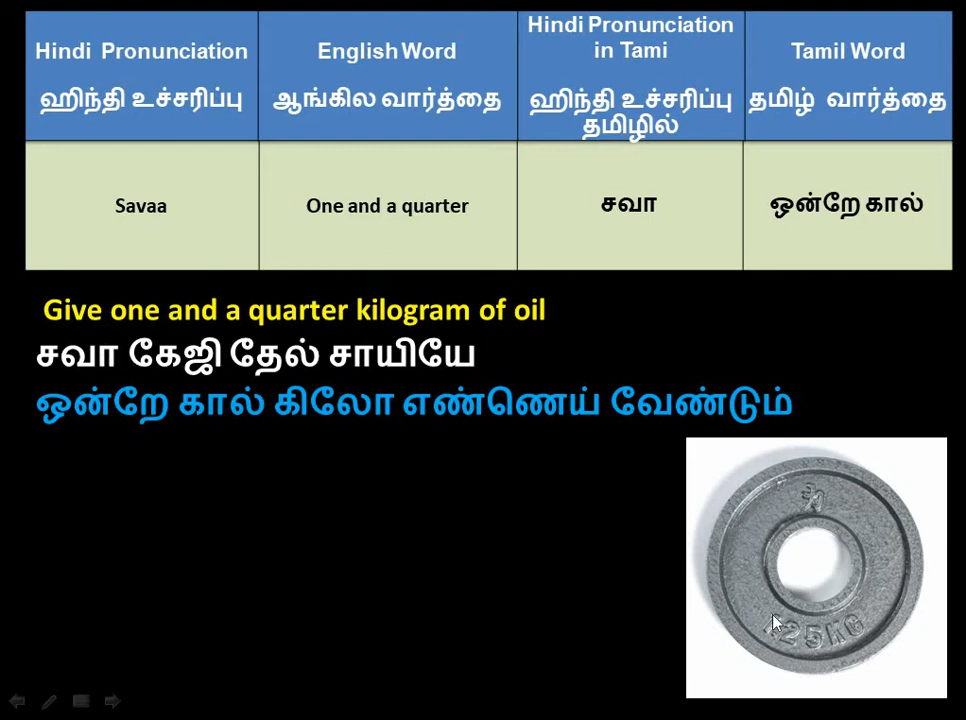 Hindi Pronunciation
ஹிந்தி உச்சரிப்பு
English Word
ஆங்கில வார்த்தை
Hindi Pronunciation
in Tami
ஹிந்தி உச்சரிப்பு
தமிழில்
Tamil Word
தமிழ் வார்த்தை
Savaa
One and a quarter
சவா
ஒன்றே கால்
Give one and a quarter kilogram of oil
சவா கேஜி தேல் சாயியே
ஒன்றே கால் கிலோ எண்ணெய் வேண்டும்